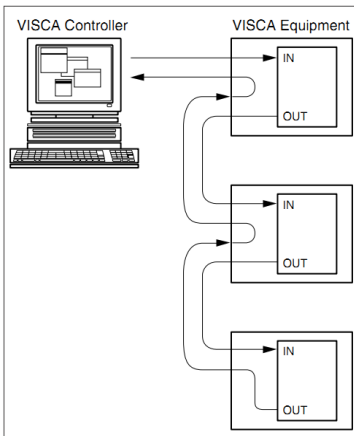 VISCA Controller
VISCA Equipment
IN
OUT
IN
OUT
IN
OUT